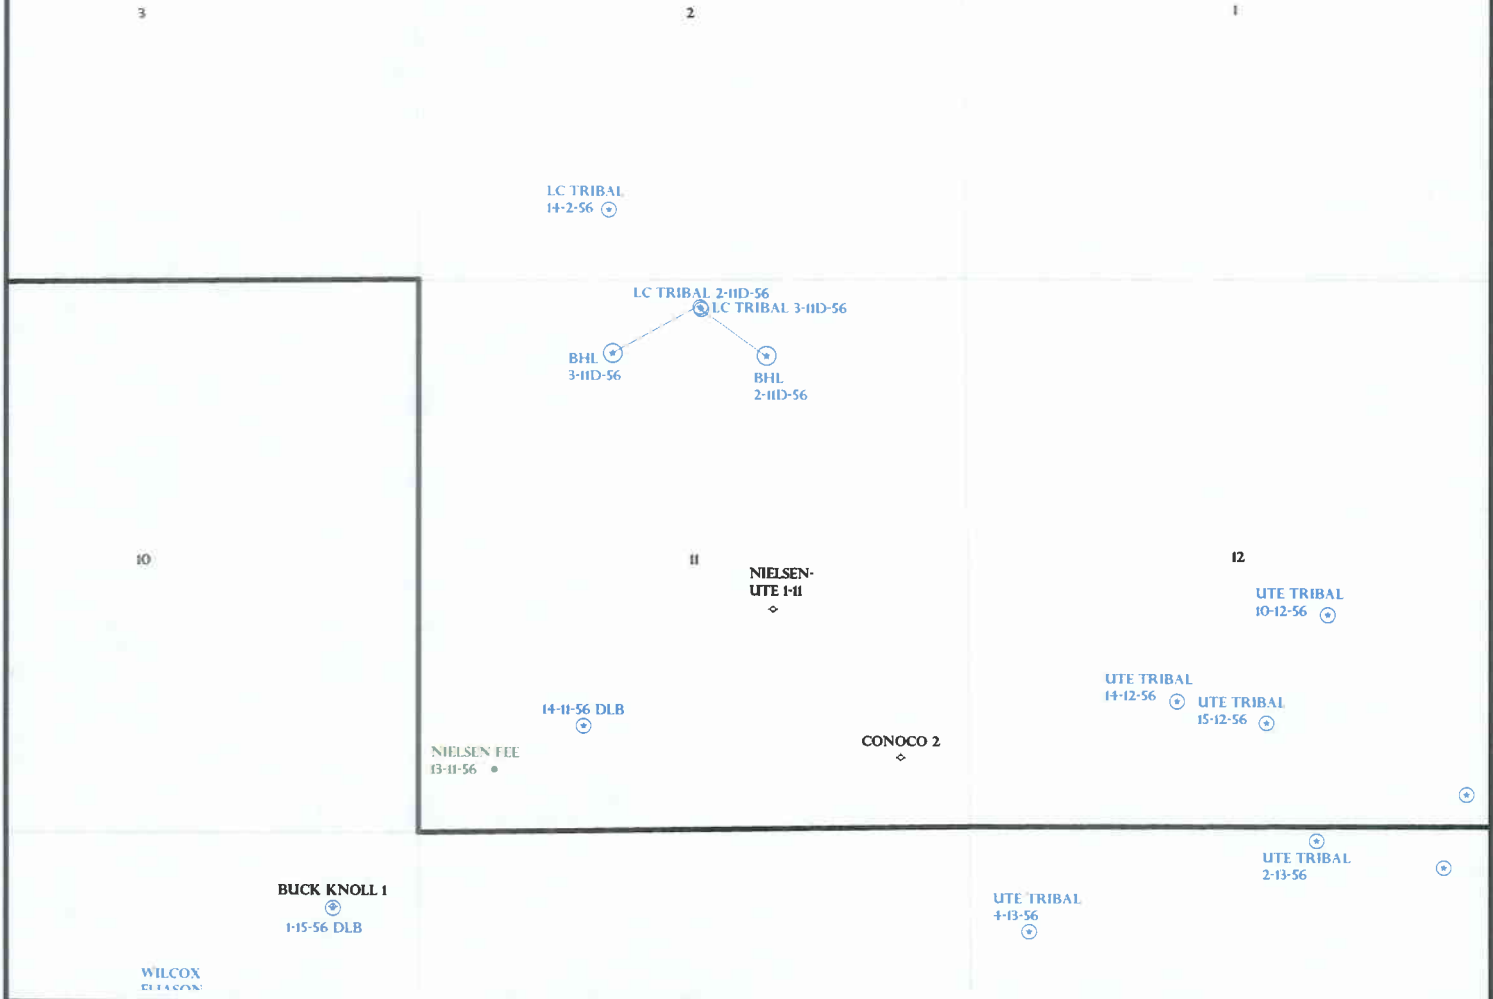 3
2
1
LC TRIBAL
14-2-56
LC TRIBAL 2-11D-56
LC TRIBAL 3-11D-56
BHL
3-11D-56
BHL
2-11D-56
10
11
12
NIELSEN-
UTE 1-11
UTE TRIBAL
10-12-56
UTE TRIBAL
14-12-56
UTE TRIBAL
15-12-56
14-11-56 DLB
CONOCO 2
NIELSEN FEE
13-11-56
UTE TRIBAL
2-13-56
BUCK KNOLL 1
1-15-56 DLB
UTE TRIBAL
4-13-56
WILCOX
ELIASON